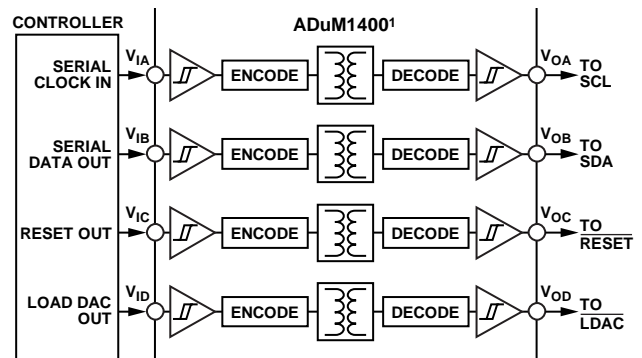 CONTROLLER
ADuM1400¹
SERIAL
CLOCK IN
V_IA
ENCODE
DECODE
V_OA
TO
SCL
SERIAL
DATA OUT
V_IB
ENCODE
DECODE
V_OB
TO
SDA
RESET OUT
V_IC
ENCODE
DECODE
V_OC
TO
RESET
LOAD DAC
OUT
V_ID
ENCODE
DECODE
V_OD
TO
LDAC